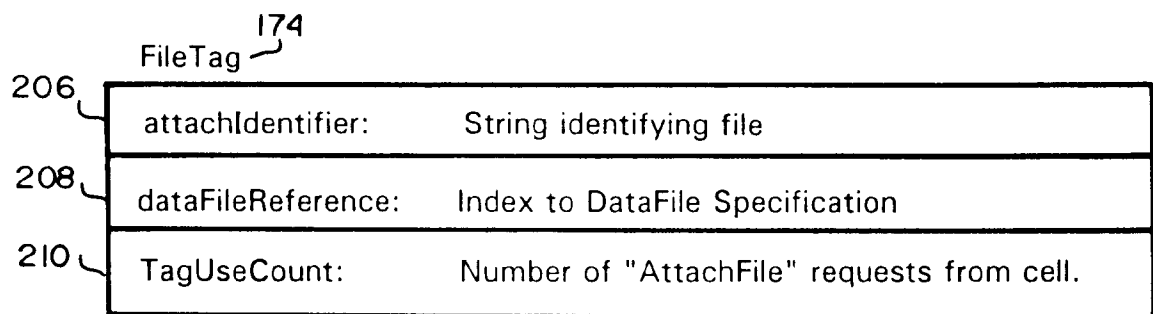 174
FileTag
206
attachIdentifier: String identifying file
208
dataFileReference: Index to DataFile Specification
210
TagUseCount: Number of "AttachFile" requests from cell.